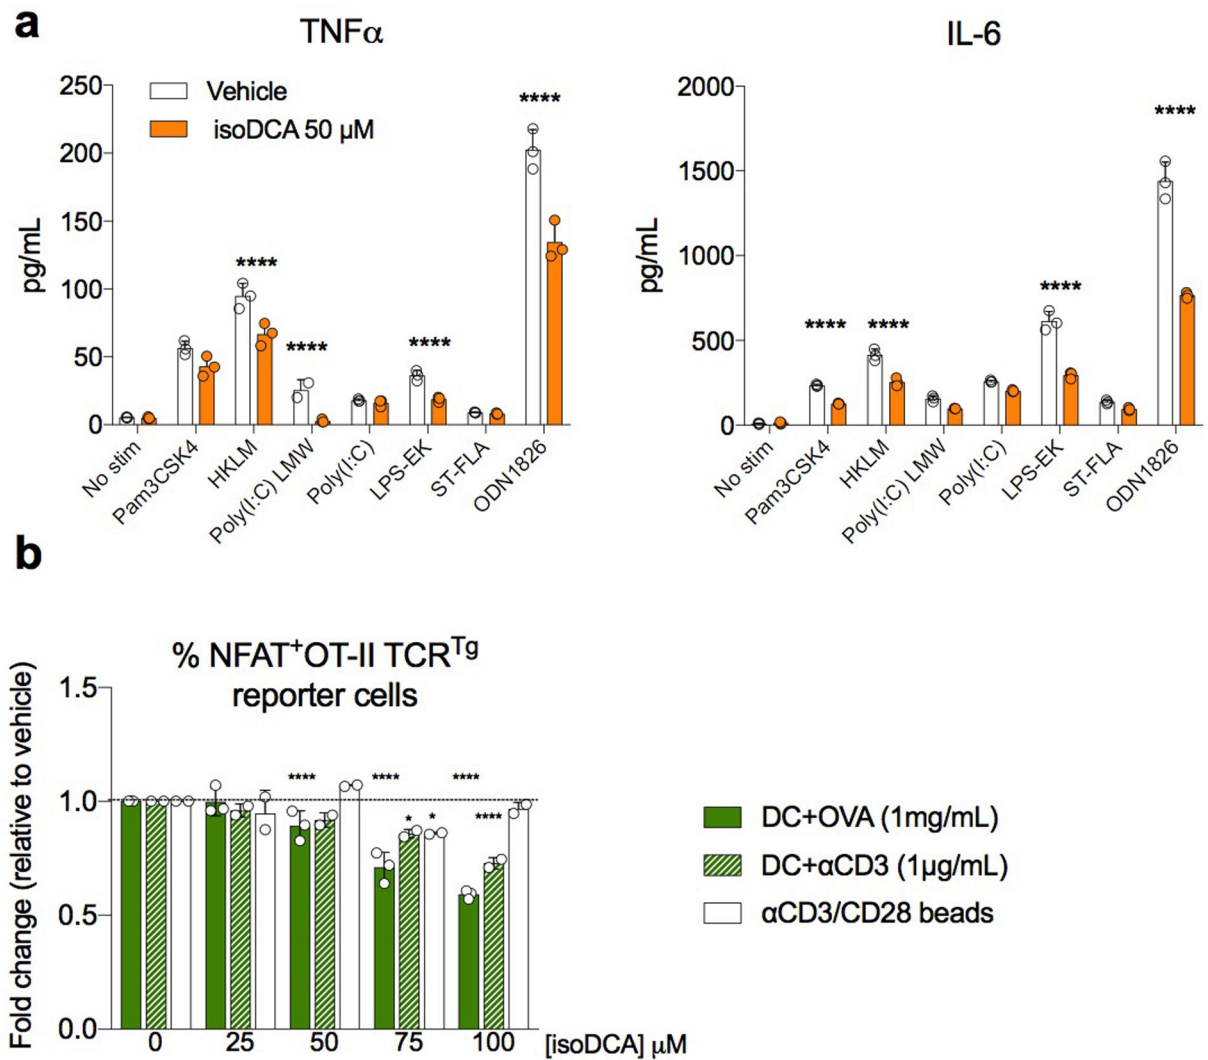 a
TNFα
IL-6
Vehicle
isoDCA 50 µM
pg/mL
250
200
150
100
50
0
****
****
****
****
No stim
Pam3CSK4
HKLM
Poly(I:C) LMW
Poly(I:C)
LPS-EK
ST-FLA
ODN1826
pg/mL
2000
1500
1000
500
0
****
****
****
****
No stim
Pam3CSK4
HKLM
Poly(I:C) LMW
Poly(I:C)
LPS-EK
ST-FLA
ODN1826
b
% NFAT⁺OT-II TCRᵀᵍ
reporter cells
Fold change (relative to vehicle)
1.5
1.0
0.5
0.0
****
****
* *
****
****
0 25 50 75 100 [isoDCA] µM
DC+OVA (1mg/mL)
DC+αCD3 (1µg/mL)
αCD3/CD28 beads